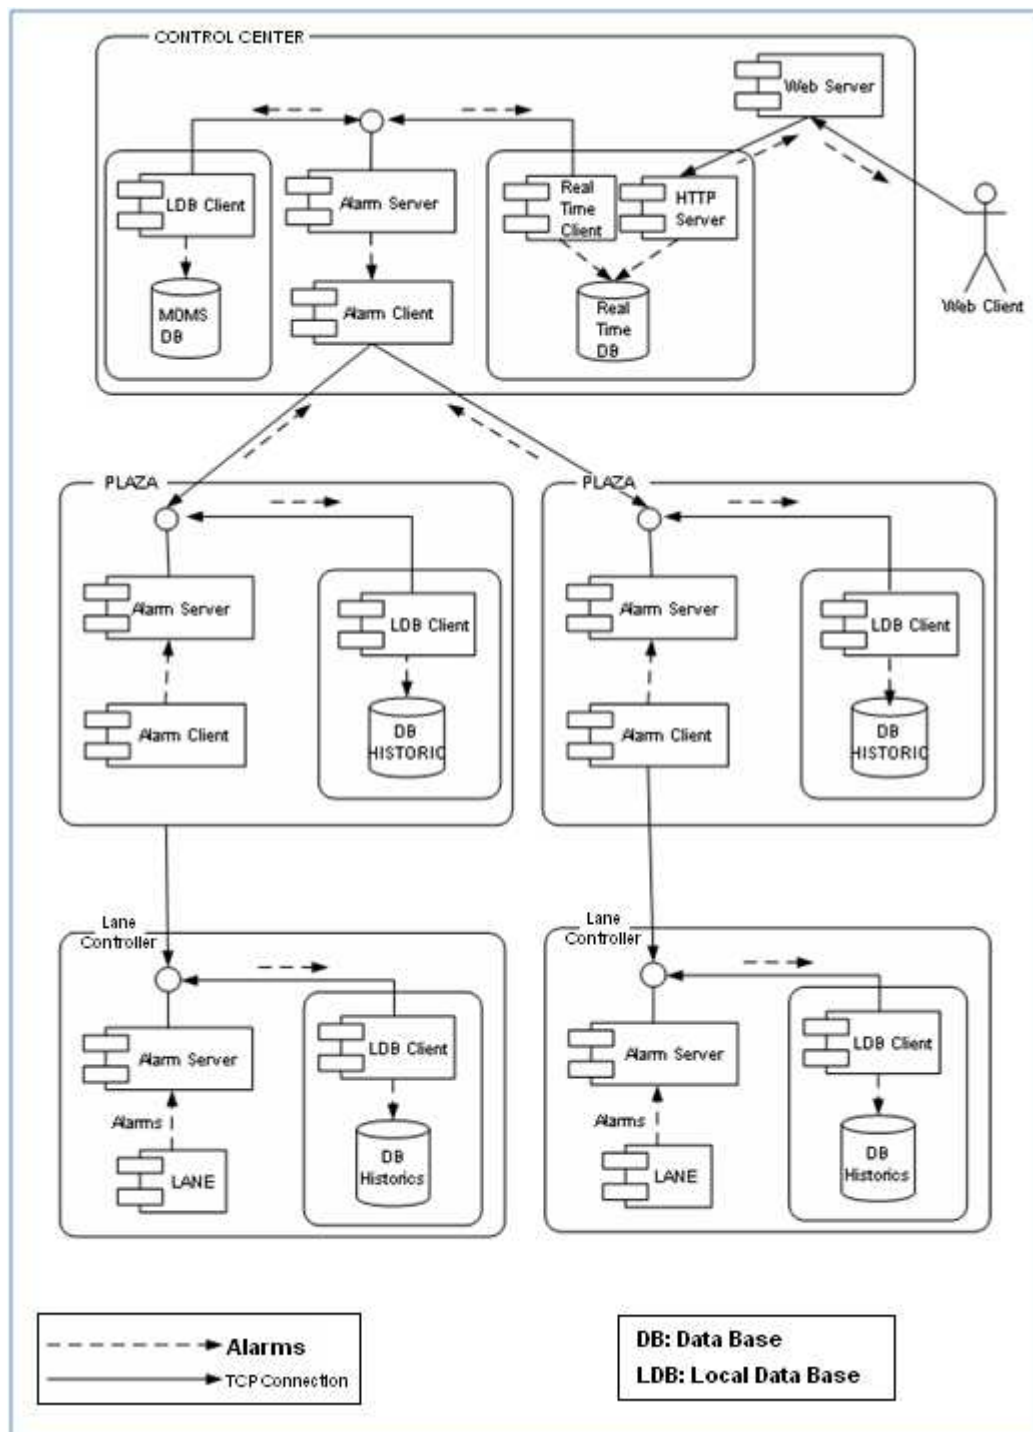 CONTROL CENTER
Web Server
LDB Client
Alarm Server
Real
Time
Client
HTTP
Server
MOMS
DB
Alarm Client
Real
Time
DB
Web Client
PLAZA
PLAZA
Alarm Server
LDB Client
Alarm Server
LDB Client
Alarm Client
DB
HISTORIC
Alarm Client
DB
HISTORIC
Lane
Controller
Lane
Controller
Alarm Server
LDB Client
Alarm Server
LDB Client
Alarms
LANE
DB
Historics
Alarms
LANE
DB
Historics
Alarms
TCP Connection
DB: Data Base
LDB: Local Data Base